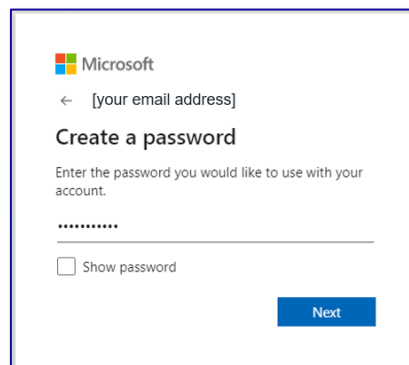 Microsoft
← [your email address]
Create a password
Enter the password you would like to use with your
account.
•••••••••••
Show password
Next